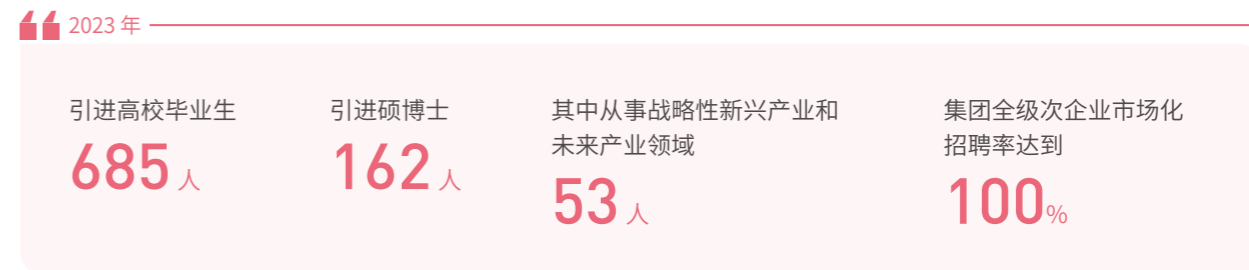 2023 年
引进高校毕业生
685 人
引进硕博士
162 人
其中从事战略性新兴产业和
未来产业领域
53 人
集团全级次企业市场化
招聘率达到
100%